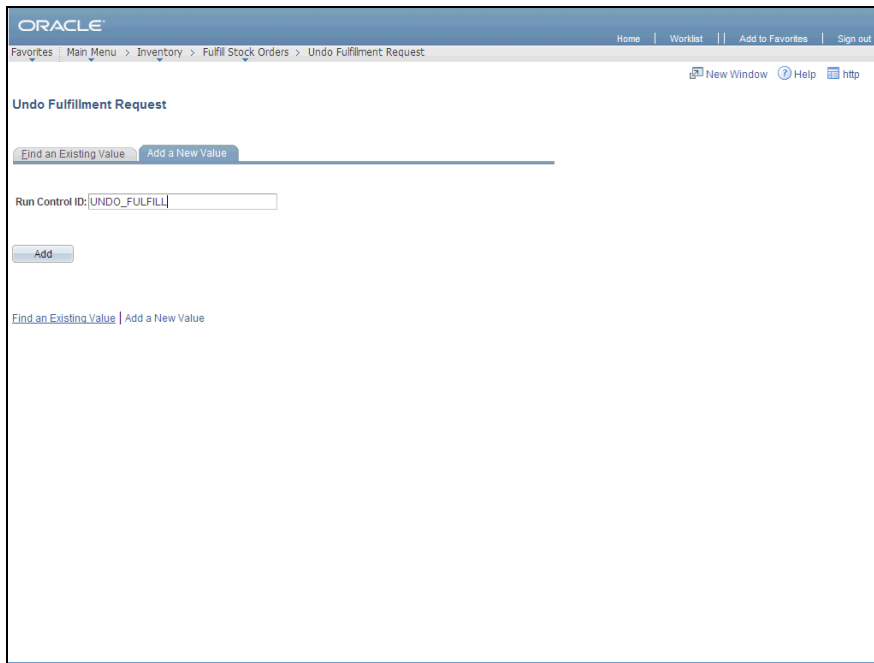 ORACLE
Home | Worklist || Add to Favorites | Sign out
Favorites Main Menu > Inventory > Fulfill Stock Orders > Undo Fulfillment Request
New Window ? Help http
Undo Fulfillment Request
Find an Existing Value Add a New Value
Run Control ID: UNDO_FULFILL
Add
Find an Existing Value | Add a New Value